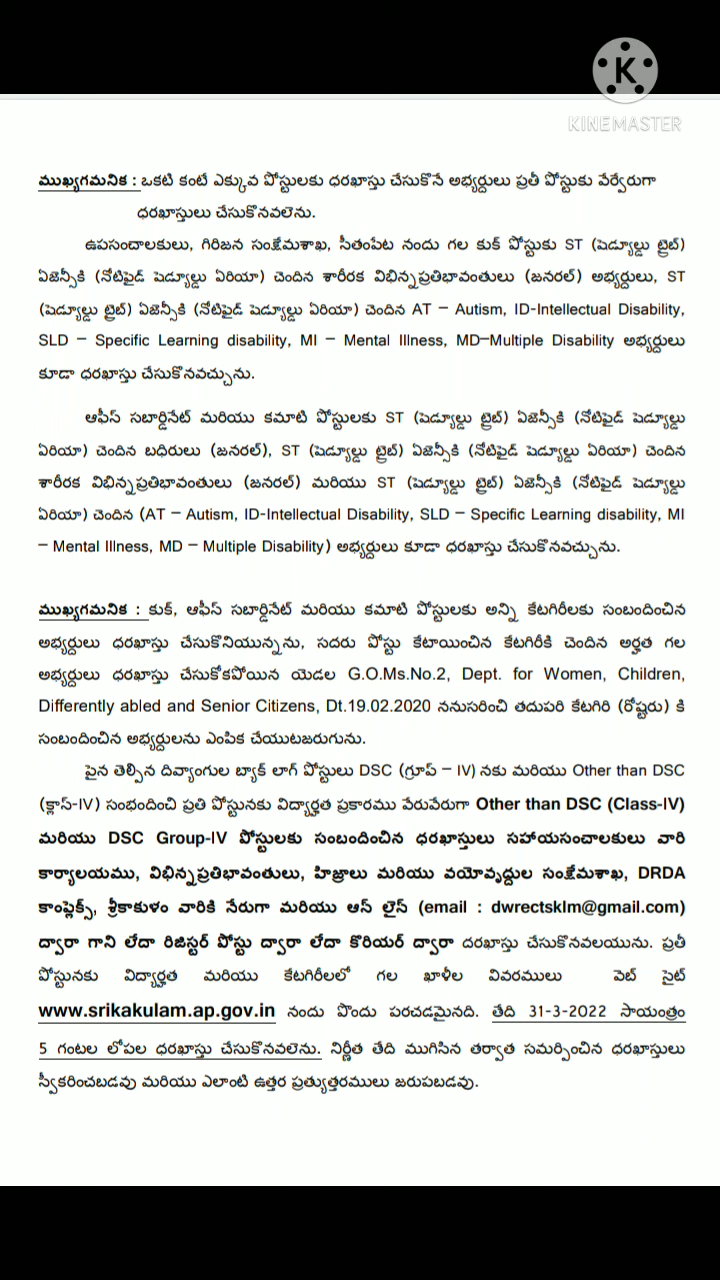 K
KINEMASTER
ముఖ్యగమనిక : ఒకటి కంటే ఎక్కువ పోస్టులకు ధరఖాస్తు చేసుకొనే అభ్యర్దులు ప్రతీ పోస్టుకు వేర్వేరుగా
ధరఖాస్తులు చేసుకొనవలెను.
ఉపసంచాలకులు, గిరిజన సంక్షేమశాఖ, సీతంపేట నందు గల కుక్ పోస్టుకు ST (షెడ్యూల్డు ట్రైబ్)
ఏజెన్సీకి (నోటిఫైడ్ షెడ్యూల్డు ఏరియా) చెందిన శారీరక విభిన్నప్రతిభావంతులు (జనరల్) అభ్యర్దులు, ST
(షెడ్యూల్డు ట్రైబ్) ఏజెన్సీకి (నోటిఫైడ్ షెడ్యూల్డు ఏరియా) చెందిన AT – Autism, ID-Intellectual Disability,
SLD – Specific Learning disability, MI – Mental Illness, MD–Multiple Disability అభ్యర్దులు
కూడా ధరఖాస్తు చేసుకొనవచ్చును.
ఆఫీస్ సబార్డినేట్ మరియు కమాటి పోస్టులకు ST (షెడ్యూల్డు ట్రైబ్) ఏజెన్సీకి (నోటిఫైడ్ షెడ్యూల్డు
ఏరియా) చెందిన బధిరులు (జనరల్), ST (షెడ్యూల్డు ట్రైబ్) ఏజెన్సీకి (నోటిఫైడ్ షెడ్యూల్డు ఏరియా) చెందిన
శారీరక విభిన్నప్రతిభావంతులు (జనరల్) మరియు ST (షెడ్యూల్డు ట్రైబ్) ఏజెన్సీకి (నోటిఫైడ్ షెడ్యూల్డు
ఏరియా) చెందిన (AT – Autism, ID-Intellectual Disability, SLD – Specific Learning disability, MI
– Mental Illness, MD – Multiple Disability) అభ్యర్దులు కూడా ధరఖాస్తు చేసుకొనవచ్చును.
ముఖ్యగమనిక : కుక్, ఆఫీస్ సబార్డినేట్ మరియు కమాటి పోస్టులకు అన్ని కేటగిరీలకు సంబందించిన
అభ్యర్దులు ధరఖాస్తు చేసుకొనియున్నను, సదరు పోస్టు కేటాయించిన కేటగిరీకి చెందిన అర్హత గల
అభ్యర్దులు ధరఖాస్తు చేసుకోకపోయిన యెడల G.O.Ms.No.2, Dept. for Women, Children,
Differently abled and Senior Citizens, Dt.19.02.2020 ననుసరించి తదుపరి కేటగిరి (రోష్టరు) కి
సంబందించిన అభ్యర్దులను ఎంపిక చేయుటజరుగును.
పైన తెల్పిన దివ్యాంగుల బ్యాక్ లాగ్ పోస్టులు DSC (గ్రూప్ – IV) నకు మరియు Other than DSC
(క్లాస్-IV) సంభందించి ప్రతి పోస్టునకు విద్యార్హత ప్రకారము వేరువేరుగా Other than DSC (Class-IV)
మరియు DSC Group-IV పోస్టులకు సంబందించిన ధరఖాస్తులు సహాయసంచాలకులు వారి
కార్యాలయము, విభిన్నప్రతిభావంతులు, హిజ్రాలు మరియు వయోవృద్దుల సంక్షేమశాఖ, DRDA
కాంప్లెక్స్, శ్రీకాకుళం వారికి నేరుగా మరియు ఆన్ లైన్ (email : dwrectsklm@gmail.com)
ద్వారా గాని లేదా రిజిస్టర్ పోస్టు ద్వారా లేదా కొరియర్ ద్వారా దరఖాస్తు చేసుకొనవలయును. ప్రతీ
పోస్టునకు విద్యార్హత మరియు కేటగిరీలలో గల ఖాళీల వివరములు వెబ్ సైట్
www.srikakulam.ap.gov.in నందు పొందు పరచడమైనది. తేది 31-3-2022 సాయంత్రం
5 గంటల లోపల ధరఖాస్తు చేసుకొనవలెను. నిర్ణీత తేది ముగిసిన తర్వాత సమర్పించిన ధరఖాస్తులు
స్వీకరించబడవు మరియు ఎలాంటి ఉత్తర ప్రత్యుత్తరములు జరుపబడవు.